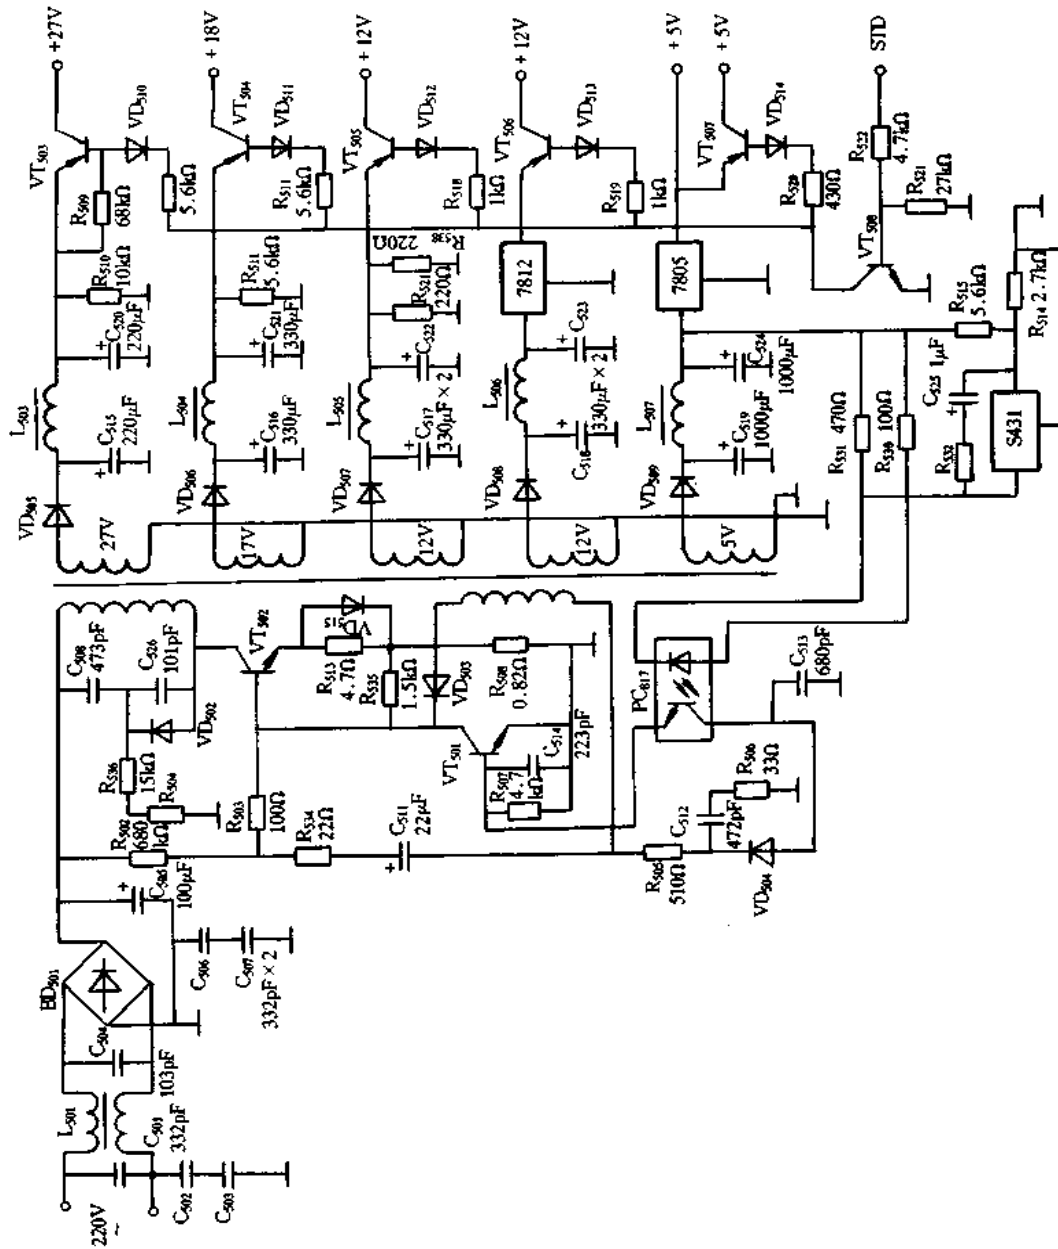 220V
~
C501
332pF
C502
C503
L501
C504
103pF
BD501
C505
100μF
C506
C507
332pF×2
R502
680
kΩ
R536
15kΩ
R504
C508
473pF
C526
101pF
VD502
R503
100Ω
R534
22Ω
C511
22μF
VT502
R513
4.7Ω
VD515
R535
1.5kΩ
VD503
R508
0.82Ω
VT501
R507
4.7
kΩ
C514
223pF
R505
510Ω
C512
472pF
R506
33Ω
VD504
PC817
C513
680pF
27V
17V
12V
12V
5V
VD505
L503
C515
220μF
C520
220μF
R510
10kΩ
R509
68kΩ
VT503
VD510
5.6kΩ
+27V
VD506
L504
C516
330μF
C521
330μF
R511
5.6kΩ
VT504
VD511
R511
5.6kΩ
+18V
VD507
L505
C517
330μF×2
C522
R521
220Ω
R538
220Ω
VT505
VD512
R518
1kΩ
+12V
VD508
L506
C518
330μF×2
C523
7812
VT506
VD513
R519
1kΩ
+12V
VD509
L507
C519
1000μF
C524
1000μF
7805
+5V
VT507
VD514
R520
430Ω
+5V
STD
R522
4.7kΩ
R521
27kΩ
VT508
R531
470Ω
R530
100Ω
R515
5.6kΩ
C525 1μF
R532
S431
R514 2.7kΩ